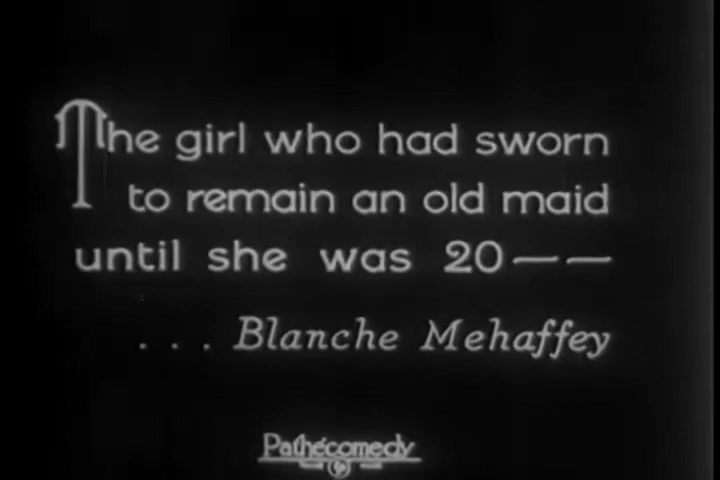 The girl who had sworn
to remain an old maid
until she was 20——
. . . Blanche Mehaffey
Pathécomedy